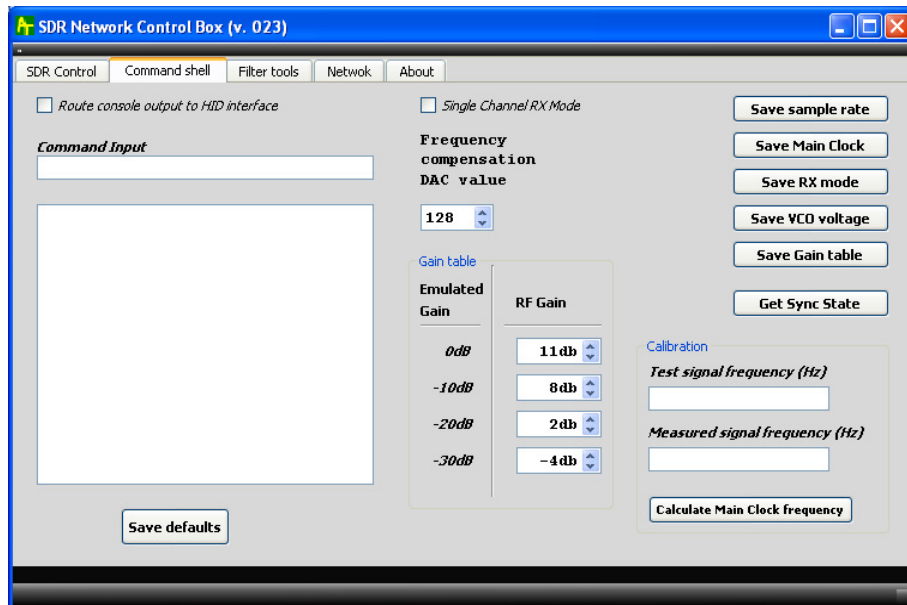 SDR Network Control Box (v. 023)
SDR Control
Command shell
Filter tools
Netwok
About
Route console output to HID interface
Command Input
Save defaults
Single Channel RX Mode
Frequency
compensation
DAC value
128
Gain table
Emulated
Gain
RF Gain
0dB
11db
-10dB
8db
-20dB
2db
-30dB
-4db
Save sample rate
Save Main Clock
Save RX mode
Save VCO voltage
Save Gain table
Get Sync State
Calibration
Test signal frequency (Hz)
Measured signal frequency (Hz)
Calculate Main Clock frequency